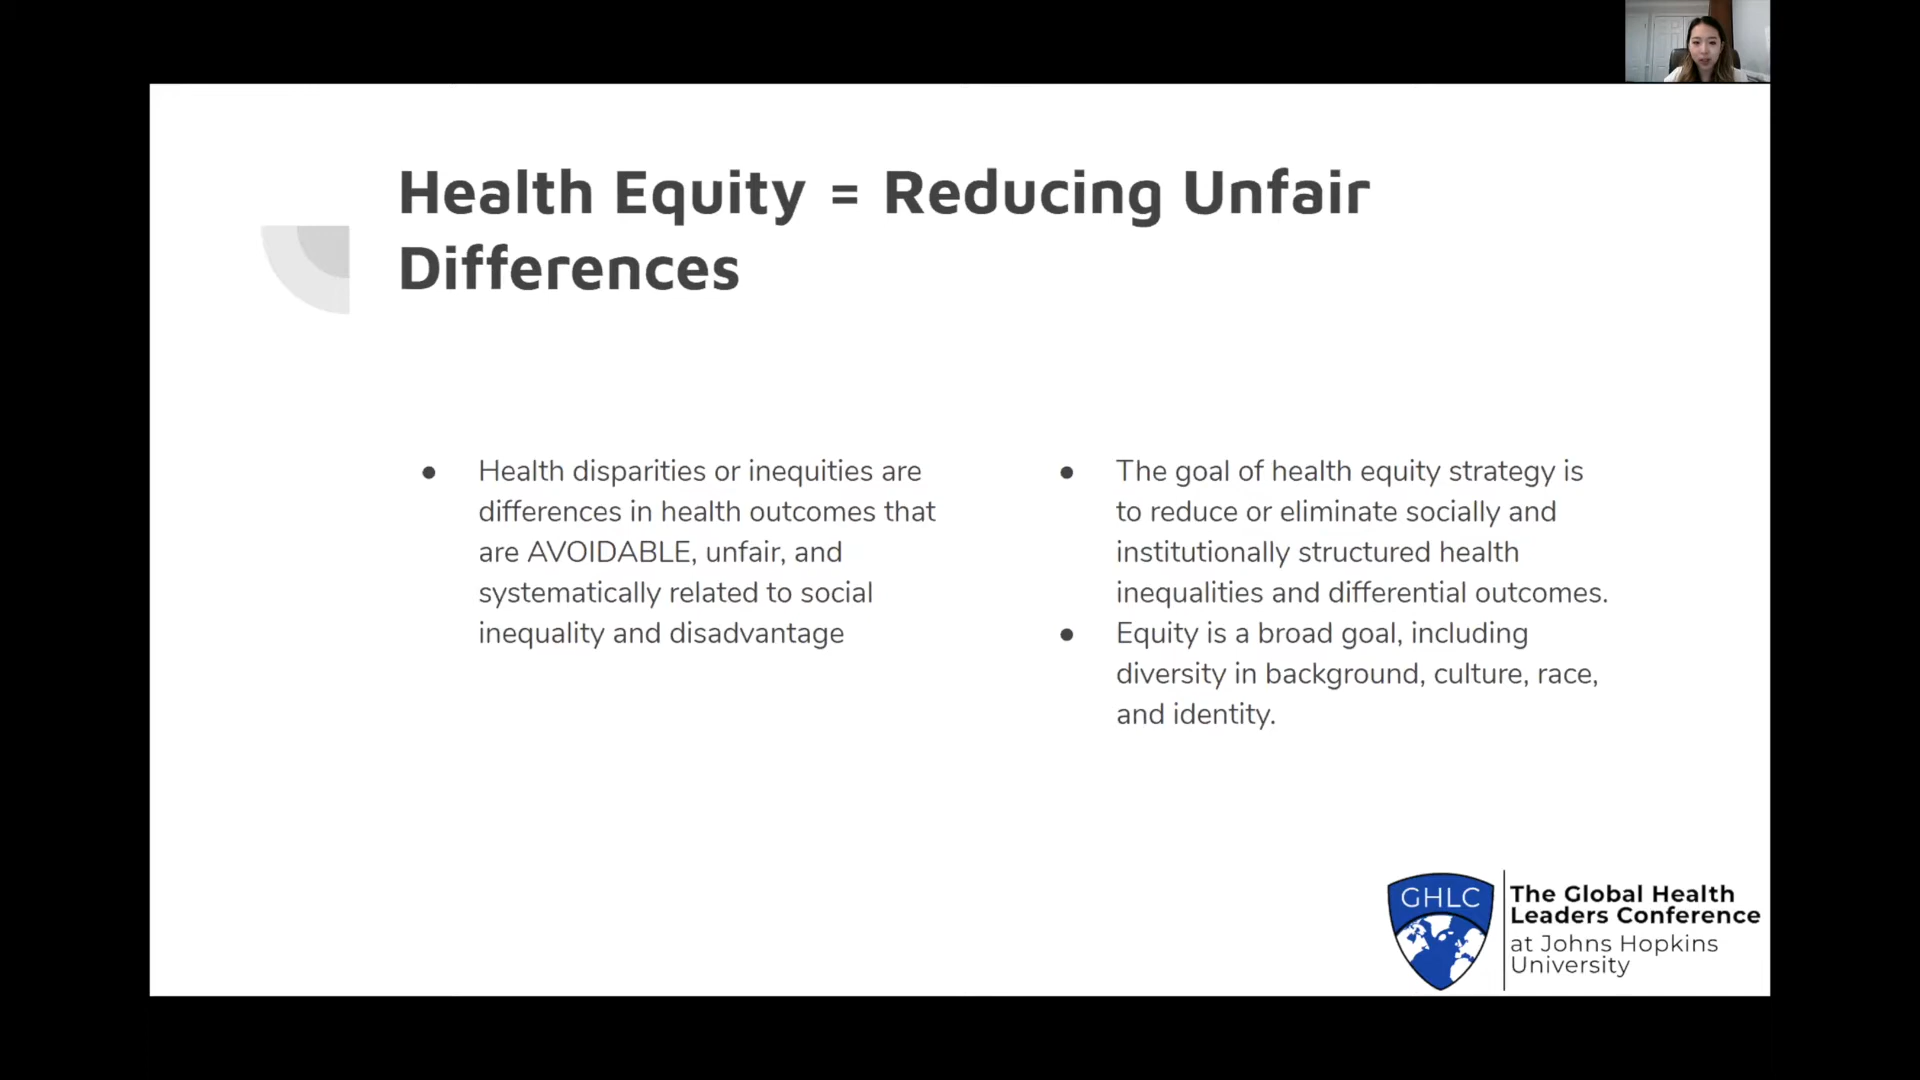 Health Equity = Reducing Unfair
Differences
● Health disparities or inequities are
differences in health outcomes that
are AVOIDABLE, unfair, and
systematically related to social
inequality and disadvantage
● The goal of health equity strategy is
to reduce or eliminate socially and
institutionally structured health
inequalities and differential outcomes.
● Equity is a broad goal, including
diversity in background, culture, race,
and identity.
GHLC
The Global Health
Leaders Conference
at Johns Hopkins
University